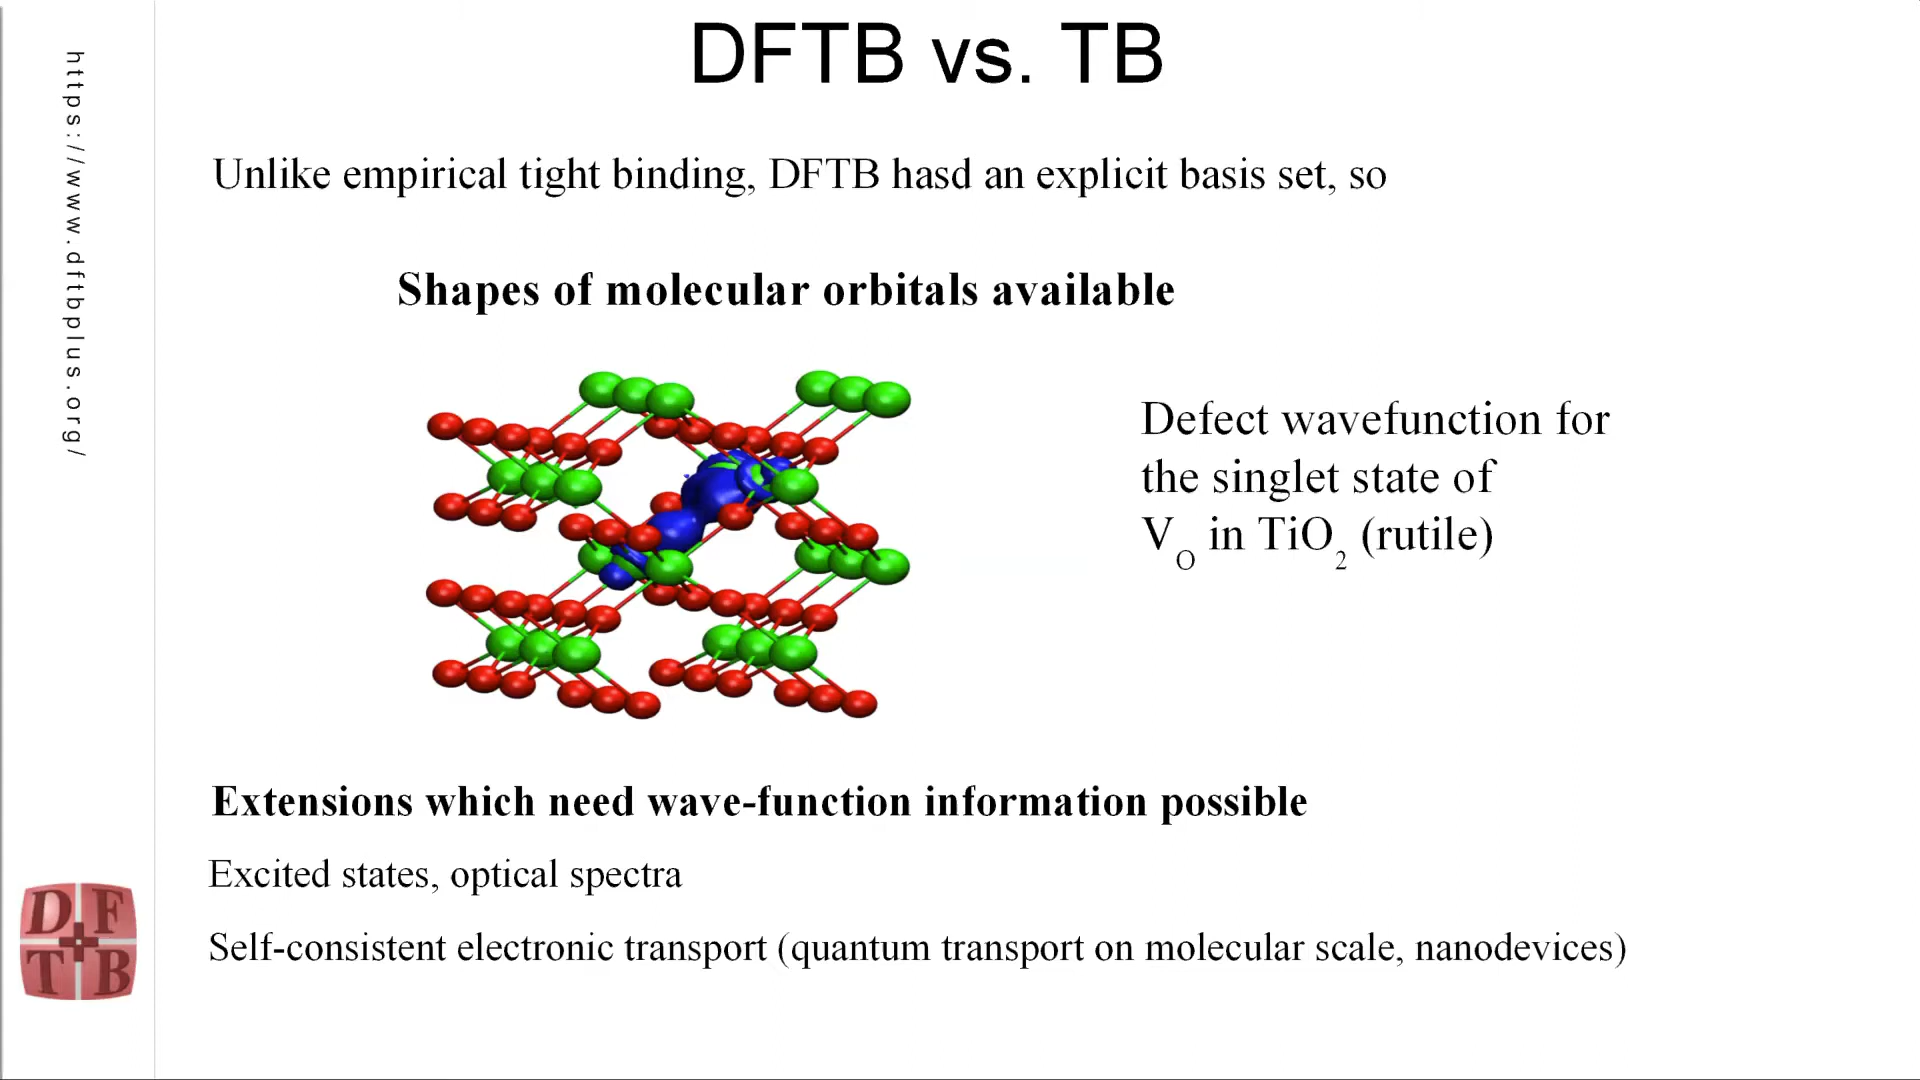 DFTB vs. TB
https://www.dftbplus.org/
Unlike empirical tight binding, DFTB hasd an explicit basis set, so
Shapes of molecular orbitals available
Defect wavefunction for
the singlet state of
VO in TiO2 (rutile)
Extensions which need wave-function information possible
Excited states, optical spectra
Self-consistent electronic transport (quantum transport on molecular scale, nanodevices)
D F
T B